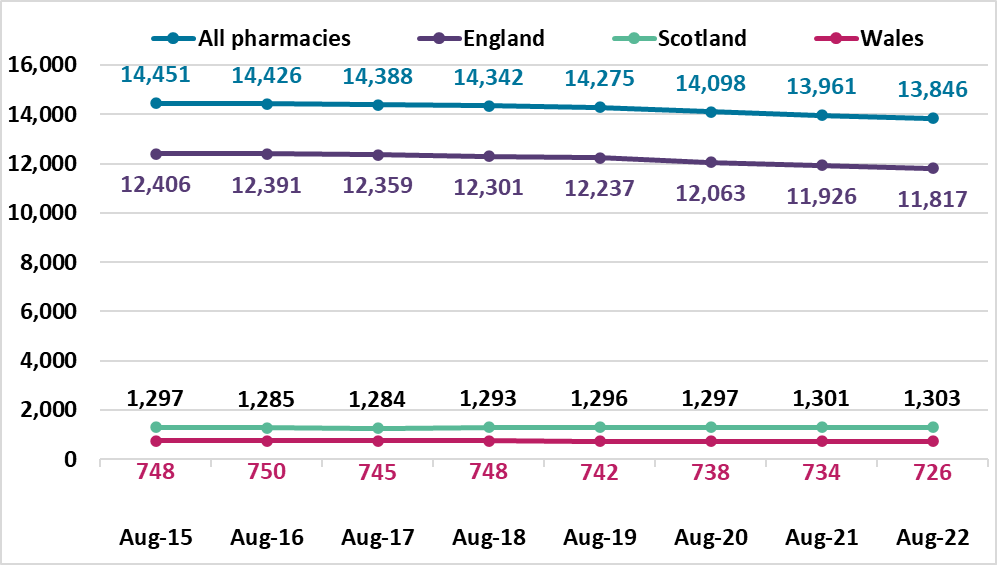 All pharmacies England Scotland Wales
16,000
14,451 14,426 14,388 14,342 14,275 14,098 13,961 13,846
14,000
12,000
12,406 12,391 12,359 12,301 12,237 12,063 11,926 11,817
10,000
8,000
6,000
4,000
1,297 1,285 1,284 1,293 1,296 1,297 1,301 1,303
2,000
0
748 750 745 748 742 738 734 726
Aug-15 Aug-16 Aug-17 Aug-18 Aug-19 Aug-20 Aug-21 Aug-22